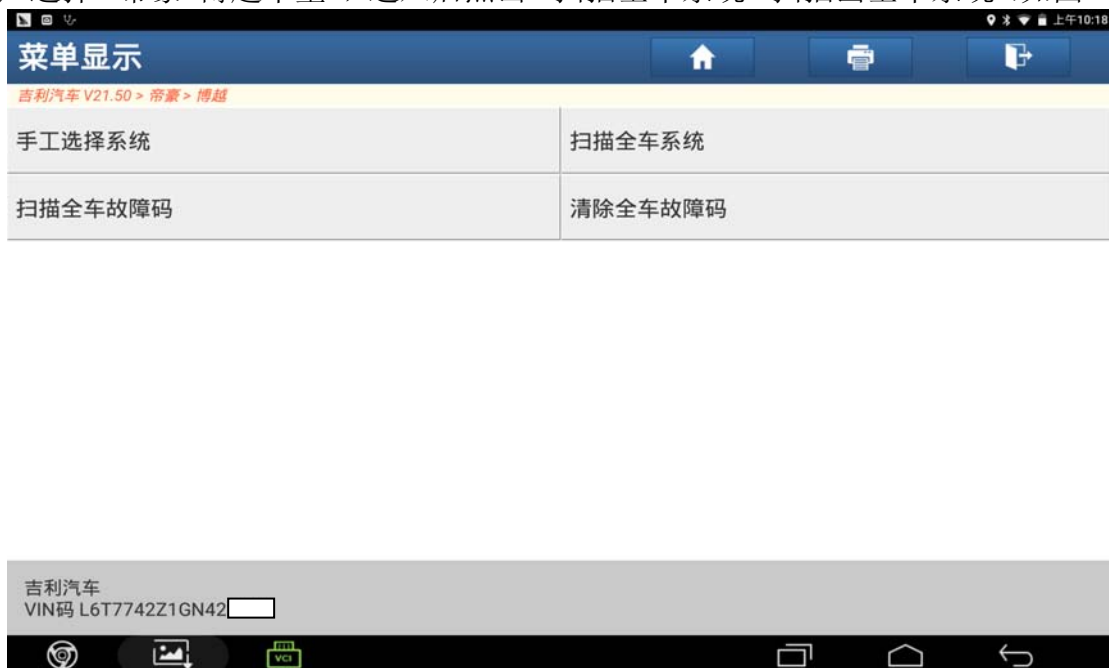 上午10:18
菜单显示
吉利汽车 V21.50 > 帝豪 > 博越
手工选择系统
扫描全车系统
扫描全车故障码
清除全车故障码
吉利汽车
VIN码 L6T7742Z1GN42
VCI